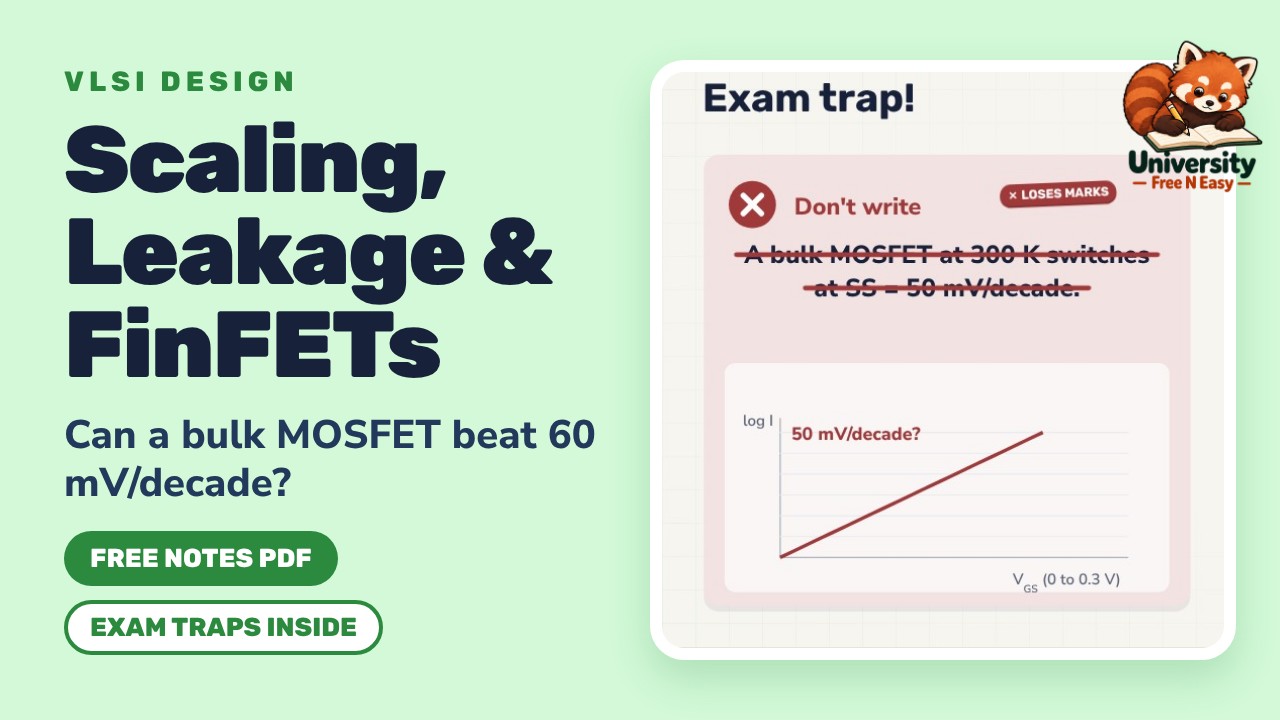 VLSI DESIGN
Scaling,
Leakage &
FinFETs
Can a bulk MOSFET beat 60
mV/decade?
FREE NOTES PDF
EXAM TRAPS INSIDE
Exam trap!
University
Free N Easy
Don't write
× LOSES MARKS
A bulk MOSFET at 300 K switches
at SS = 50 mV/decade.
log I
50 mV/decade?
VGS (0 to 0.3 V)